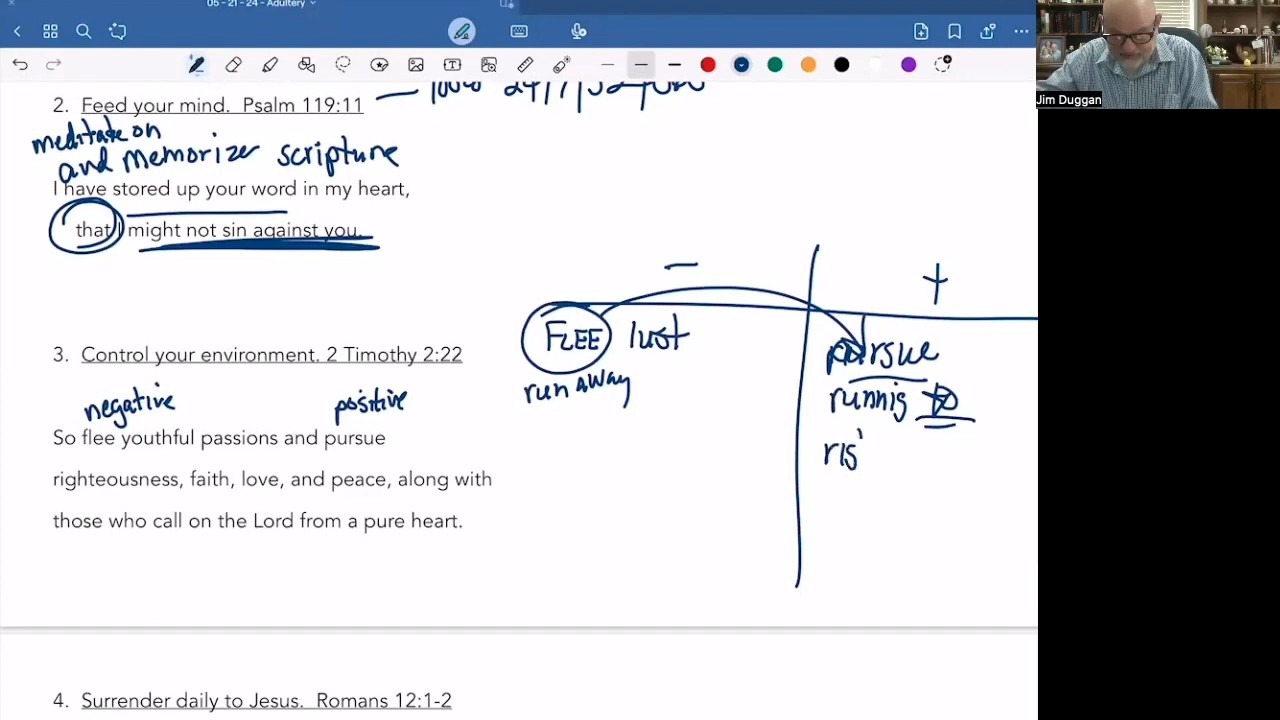 05 - 21 - 24 - Adultery
2. Feed your mind. Psalm 119:11
meditate on
and Memorizer scripture
I have stored up your word in my heart,
that I might not sin against you.
3. Control your environment. 2 Timothy 2:22
negative positive
So flee youthful passions and pursue
righteousness, faith, love, and peace, along with
those who call on the Lord from a pure heart.
4. Surrender daily to Jesus. Romans 12:1-2
- +
FLEE lust
run away
pursue
runnig to
ris
Jim Duggan